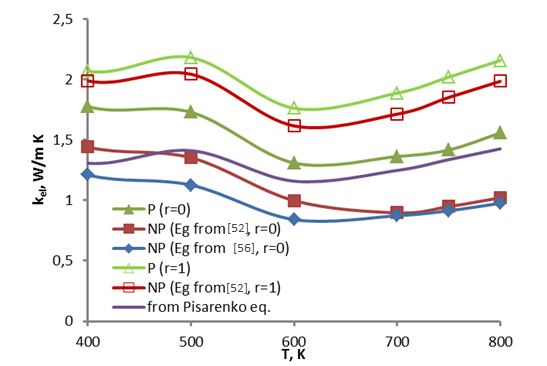 2,5
2
1,5
1
0,5
0
kel, W/m K
P (r=0)
NP (Eg from[52], r=0)
NP (Eg from [56], r=0)
P (r=1)
NP (Eg from[52], r=1)
from Pisarenko eq.
400 500 600 700 800
T, K